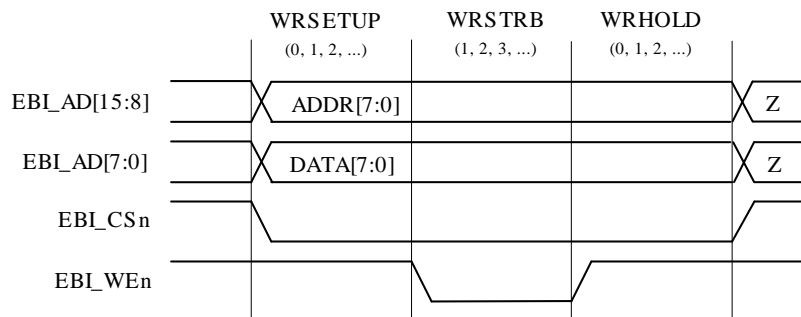 WRSETUP WRSTRB WRHOLD
(0, 1, 2, ...) (1, 2, 3, ...) (0, 1, 2, ...)
EBI_AD[15:8] ADDR[7:0] Z
EBI_AD[7:0] DATA[7:0] Z
EBI_CSn
EBI_WEn